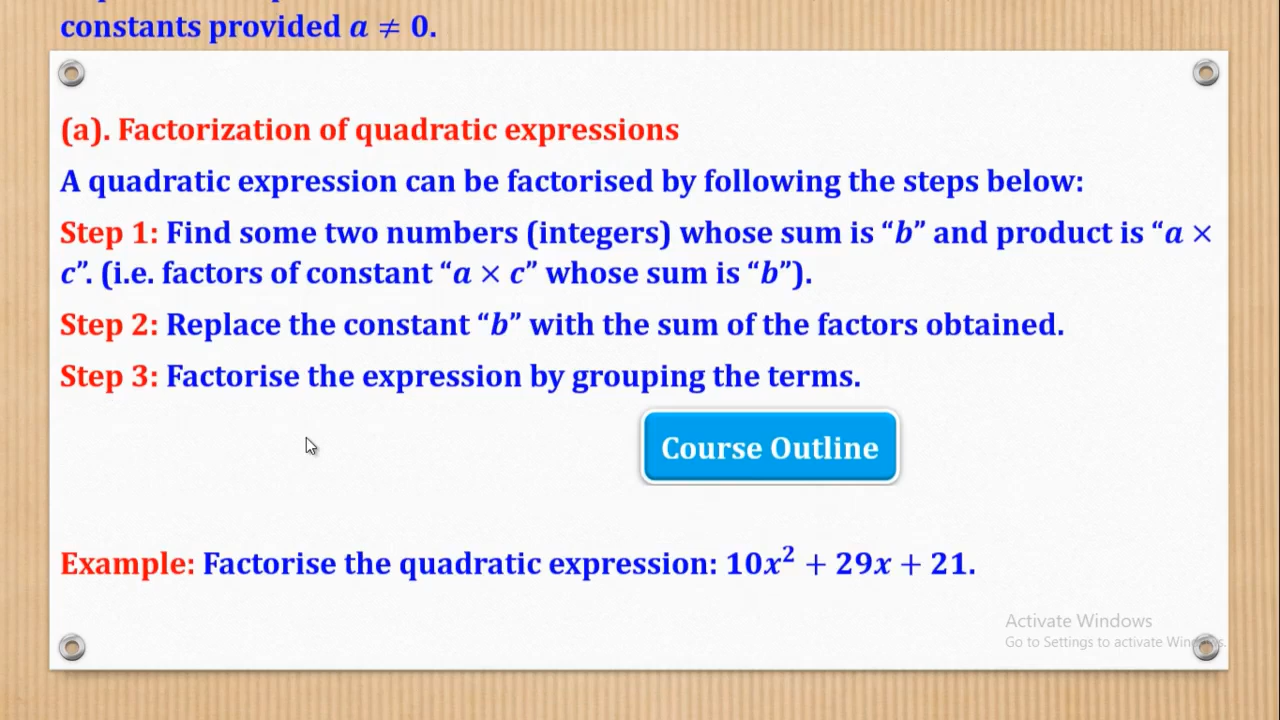 constants provided a ≠ 0.
(a). Factorization of quadratic expressions
A quadratic expression can be factorised by following the steps below:
Step 1: Find some two numbers (integers) whose sum is “b” and product is “a ×
c”. (i.e. factors of constant “a × c” whose sum is “b”).
Step 2: Replace the constant “b” with the sum of the factors obtained.
Step 3: Factorise the expression by grouping the terms.
Course Outline
Example: Factorise the quadratic expression: 10x² + 29x + 21.
Activate Windows
Go to Settings to activate Windows.